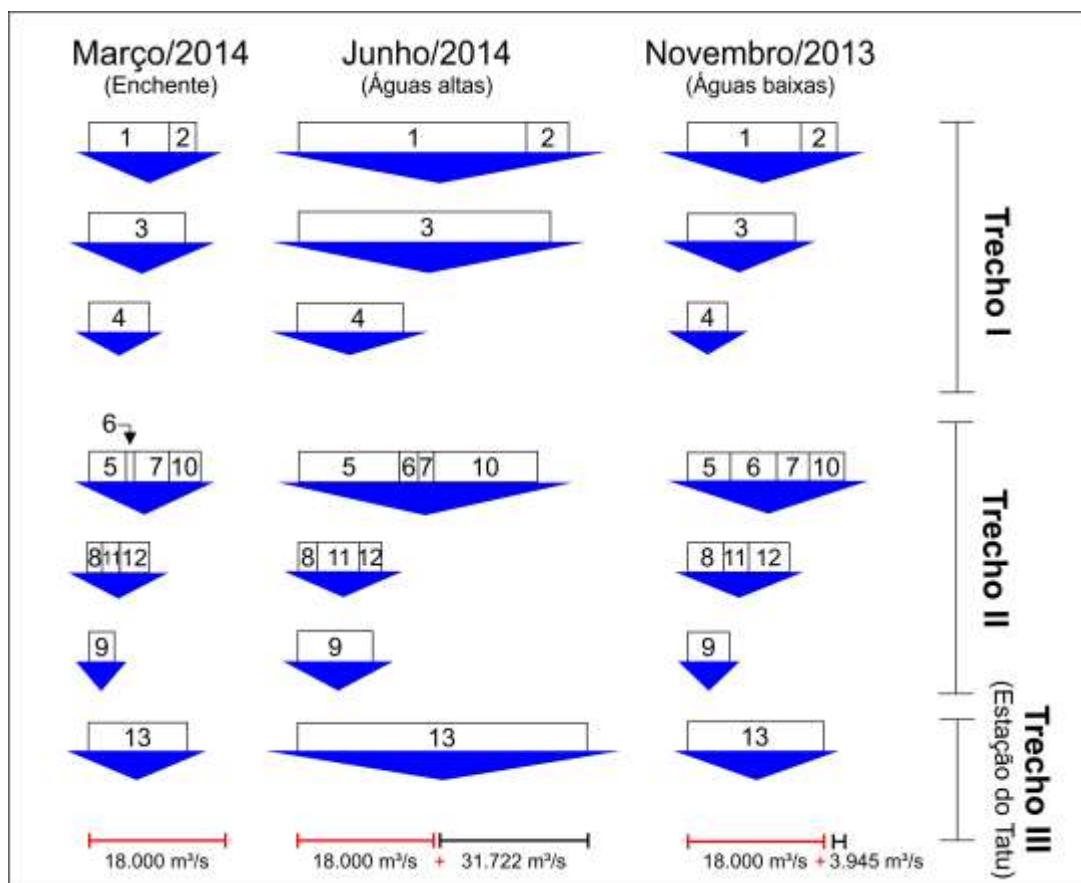 Março/2014
(Enchente)
Junho/2014
(Águas altas)
Novembro/2013
(Águas baixas)
1 2
1 2
1 2
3
3
3
4
4
4
Trecho I
6
5 7 10
5 6 7 10
5 6 7 10
8 11 12
8 11 12
8 11 12
9
9
9
Trecho II
13
13
13
Trecho III
(Estação do Tatu)
18.000 m³/s
18.000 m³/s + 31.722 m³/s
18.000 m³/s + 3.945 m³/s